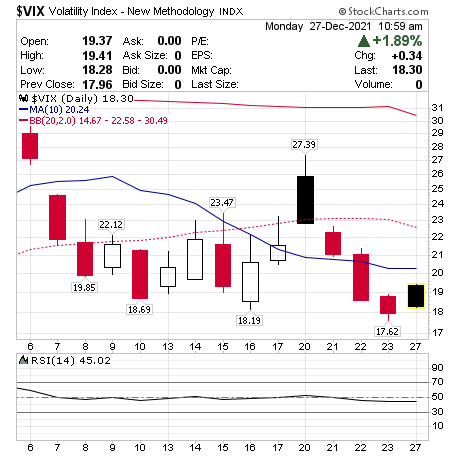 $VIX Volatility Index - New Methodology INDX
© StockCharts.com
Monday 27-Dec-2021 10:59 am
Open: 19.37 Ask: 0.00 P/E: ▲ +1.89%
High: 19.41 Ask Size: 0 EPS: Chg: +0.34
Low: 18.28 Bid: 0.00 Mkt Cap: Last: 18.30
Prev Close: 17.96 Bid Size: 0 Last Size: Volume: 0
$VIX (Daily) 18.30
MA(10) 20.24
BB(20,2.0) 14.67 - 22.58 - 30.49
31
30
29
28
27.39
27
26
25
24
23.47
23
22.12
22
21
20
19.85
19
18.69
18.19
18
17.62
17
6 7 8 9 10 13 14 15 16 17 20 21 22 23 27
RSI(14) 45.02
90
70
50
30
10
6 7 8 9 10 13 14 15 16 17 20 21 22 23 27